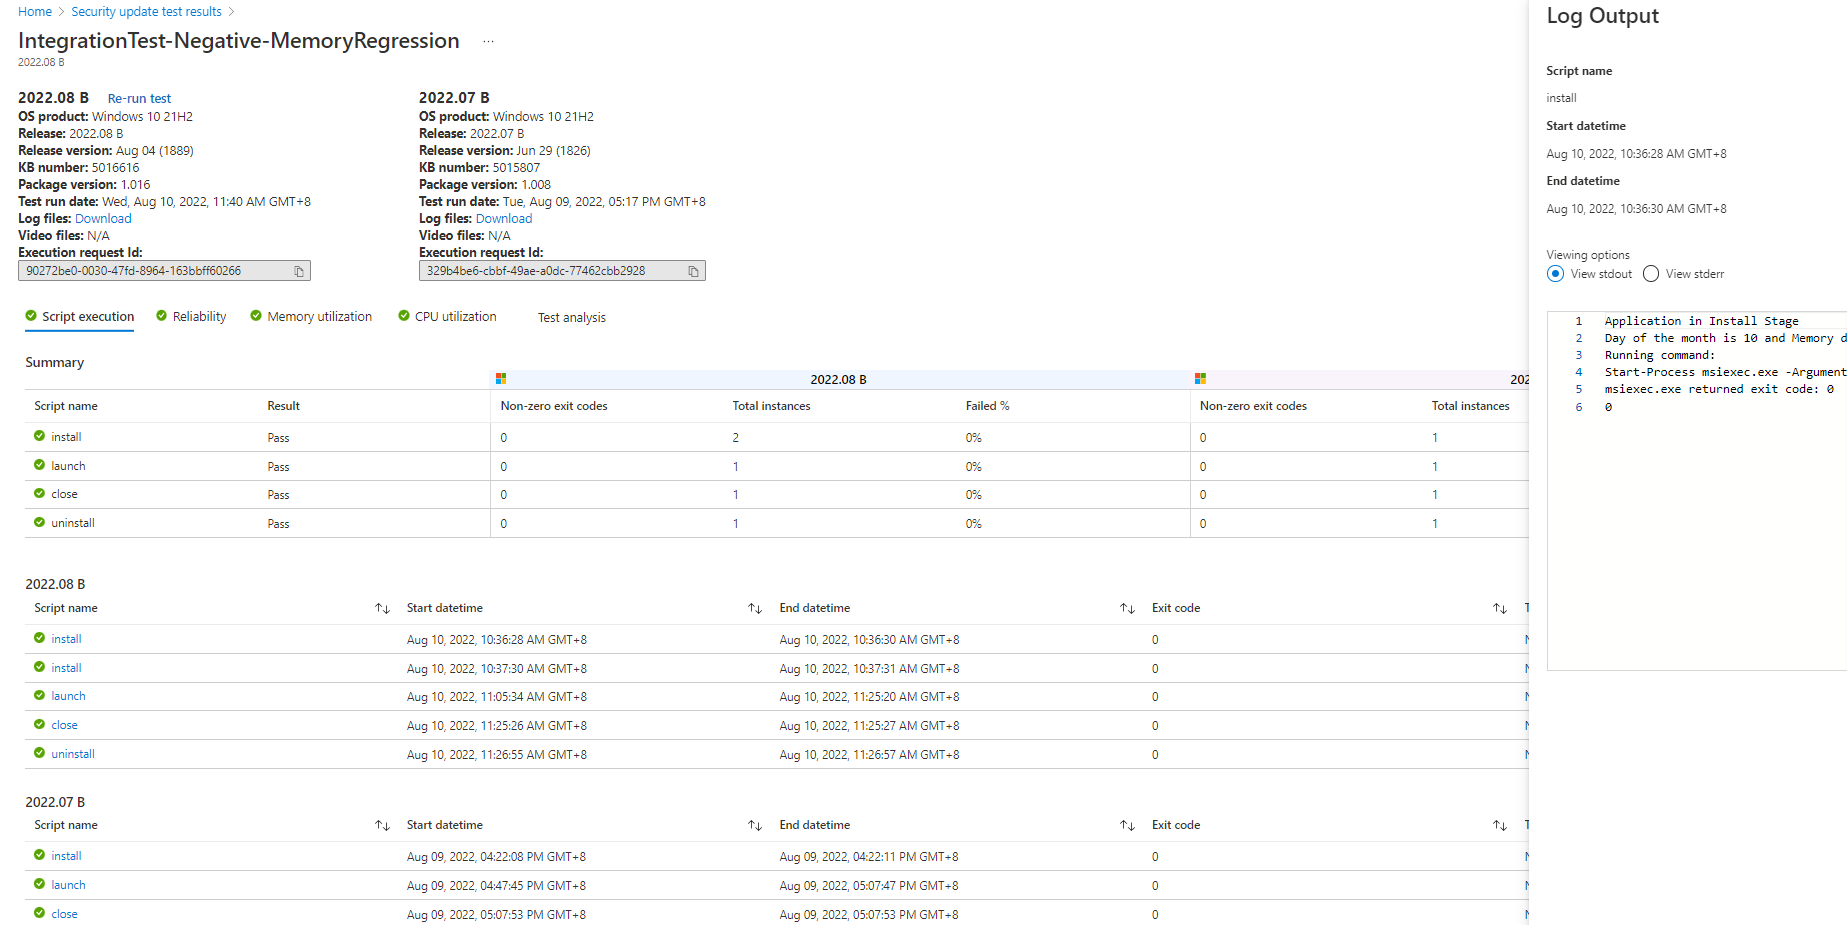 Home > Security update test results >
IntegrationTest-Negative-MemoryRegression ...
2022.08 B
2022.08 B Re-run test
OS product: Windows 10 21H2
Release: 2022.08 B
Release version: Aug 04 (1889)
KB number: 5016616
Package version: 1.016
Test run date: Wed, Aug 10, 2022, 11:40 AM GMT+8
Log files: Download
Video files: N/A
Execution request Id:
90272be0-0030-47fd-8964-163bbff60266
2022.07 B
OS product: Windows 10 21H2
Release: 2022.07 B
Release version: Jun 29 (1826)
KB number: 5015807
Package version: 1.008
Test run date: Tue, Aug 09, 2022, 05:17 PM GMT+8
Log files: Download
Video files: N/A
Execution request Id:
329b4be6-cbbf-49ae-a0dc-77462cbb2928
Script execution Reliability Memory utilization CPU utilization Test analysis
Summary
2022.08 B 202
Script name Result Non-zero exit codes Total instances Failed % Non-zero exit codes Total instances
install Pass 0 2 0% 0 1
launch Pass 0 1 0% 0 1
close Pass 0 1 0% 0 1
uninstall Pass 0 1 0% 0 1
2022.08 B
Script name Start datetime End datetime Exit code
install Aug 10, 2022, 10:36:28 AM GMT+8 Aug 10, 2022, 10:36:30 AM GMT+8 0
install Aug 10, 2022, 10:37:30 AM GMT+8 Aug 10, 2022, 10:37:31 AM GMT+8 0
launch Aug 10, 2022, 11:05:34 AM GMT+8 Aug 10, 2022, 11:25:20 AM GMT+8 0
close Aug 10, 2022, 11:25:26 AM GMT+8 Aug 10, 2022, 11:25:27 AM GMT+8 0
uninstall Aug 10, 2022, 11:26:55 AM GMT+8 Aug 10, 2022, 11:26:57 AM GMT+8 0
2022.07 B
Script name Start datetime End datetime Exit code
install Aug 09, 2022, 04:22:08 PM GMT+8 Aug 09, 2022, 04:22:11 PM GMT+8 0
launch Aug 09, 2022, 04:47:45 PM GMT+8 Aug 09, 2022, 05:07:47 PM GMT+8 0
close Aug 09, 2022, 05:07:53 PM GMT+8 Aug 09, 2022, 05:07:53 PM GMT+8 0
Log Output
Script name
install
Start datetime
Aug 10, 2022, 10:36:28 AM GMT+8
End datetime
Aug 10, 2022, 10:36:30 AM GMT+8
Viewing options
View stdout View stderr
1 Application in Install Stage
2 Day of the month is 10 and Memory d
3 Running command:
4 Start-Process msiexec.exe -Argument
5 msiexec.exe returned exit code: 0
6 0